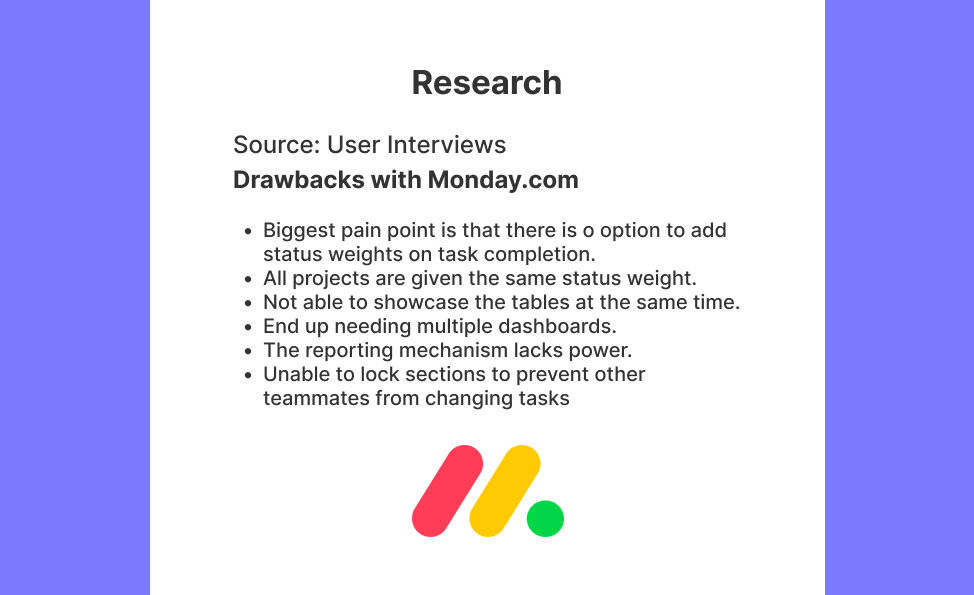 Research
Source: User Interviews
Drawbacks with Monday.com
• Biggest pain point is that there is o option to add
status weights on task completion.
• All projects are given the same status weight.
• Not able to showcase the tables at the same time.
• End up needing multiple dashboards.
• The reporting mechanism lacks power.
• Unable to lock sections to prevent other
teammates from changing tasks